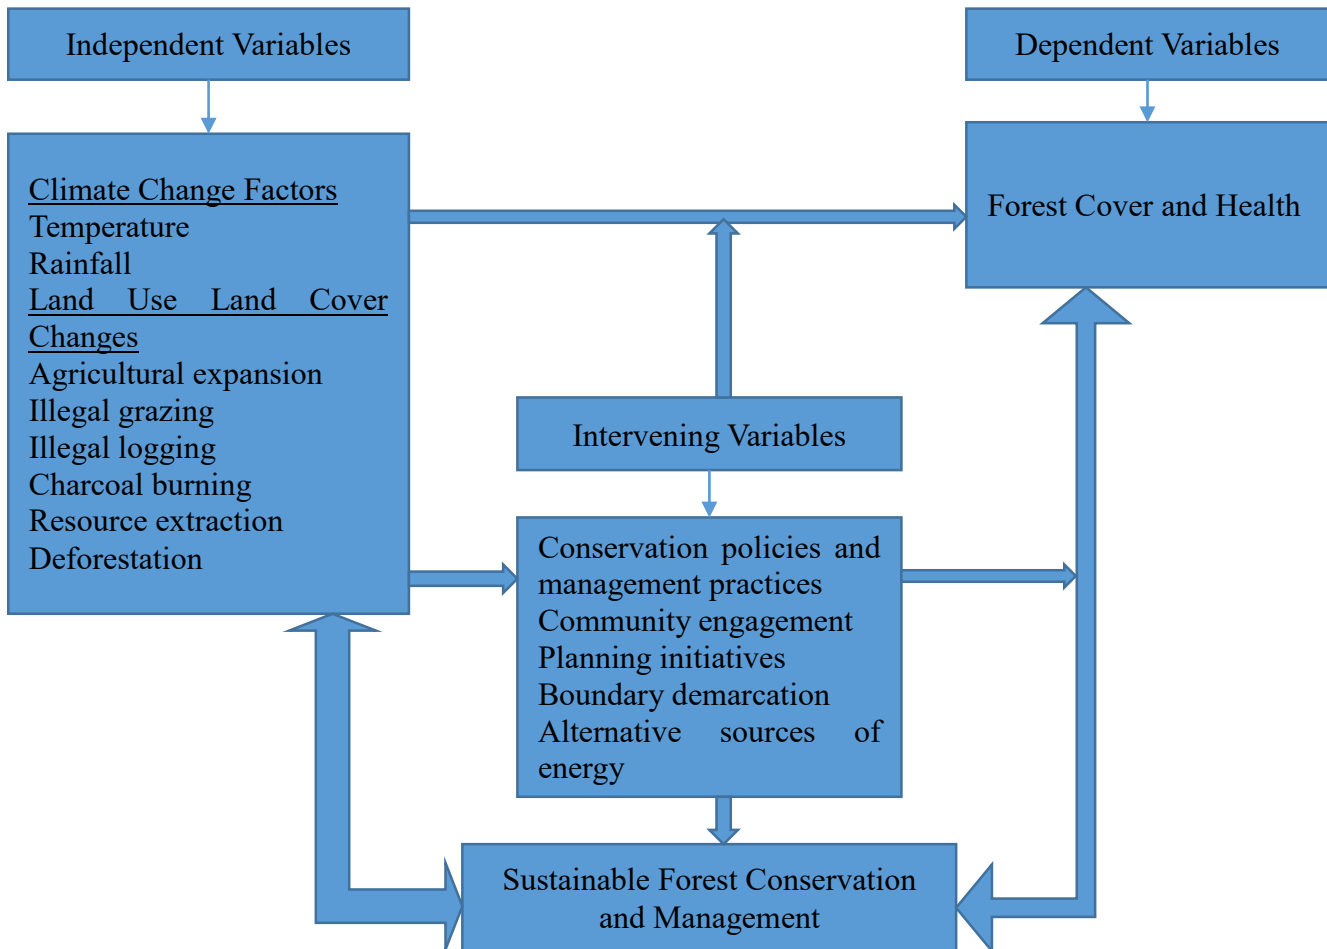 Independent Variables
Dependent Variables
Climate Change Factors
Temperature
Rainfall
Land Use Land Cover
Changes
Agricultural expansion
Illegal grazing
Illegal logging
Charcoal burning
Resource extraction
Deforestation
Forest Cover and Health
Intervening Variables
Conservation policies and
management practices
Community engagement
Planning initiatives
Boundary demarcation
Alternative sources of
energy
Sustainable Forest Conservation
and Management